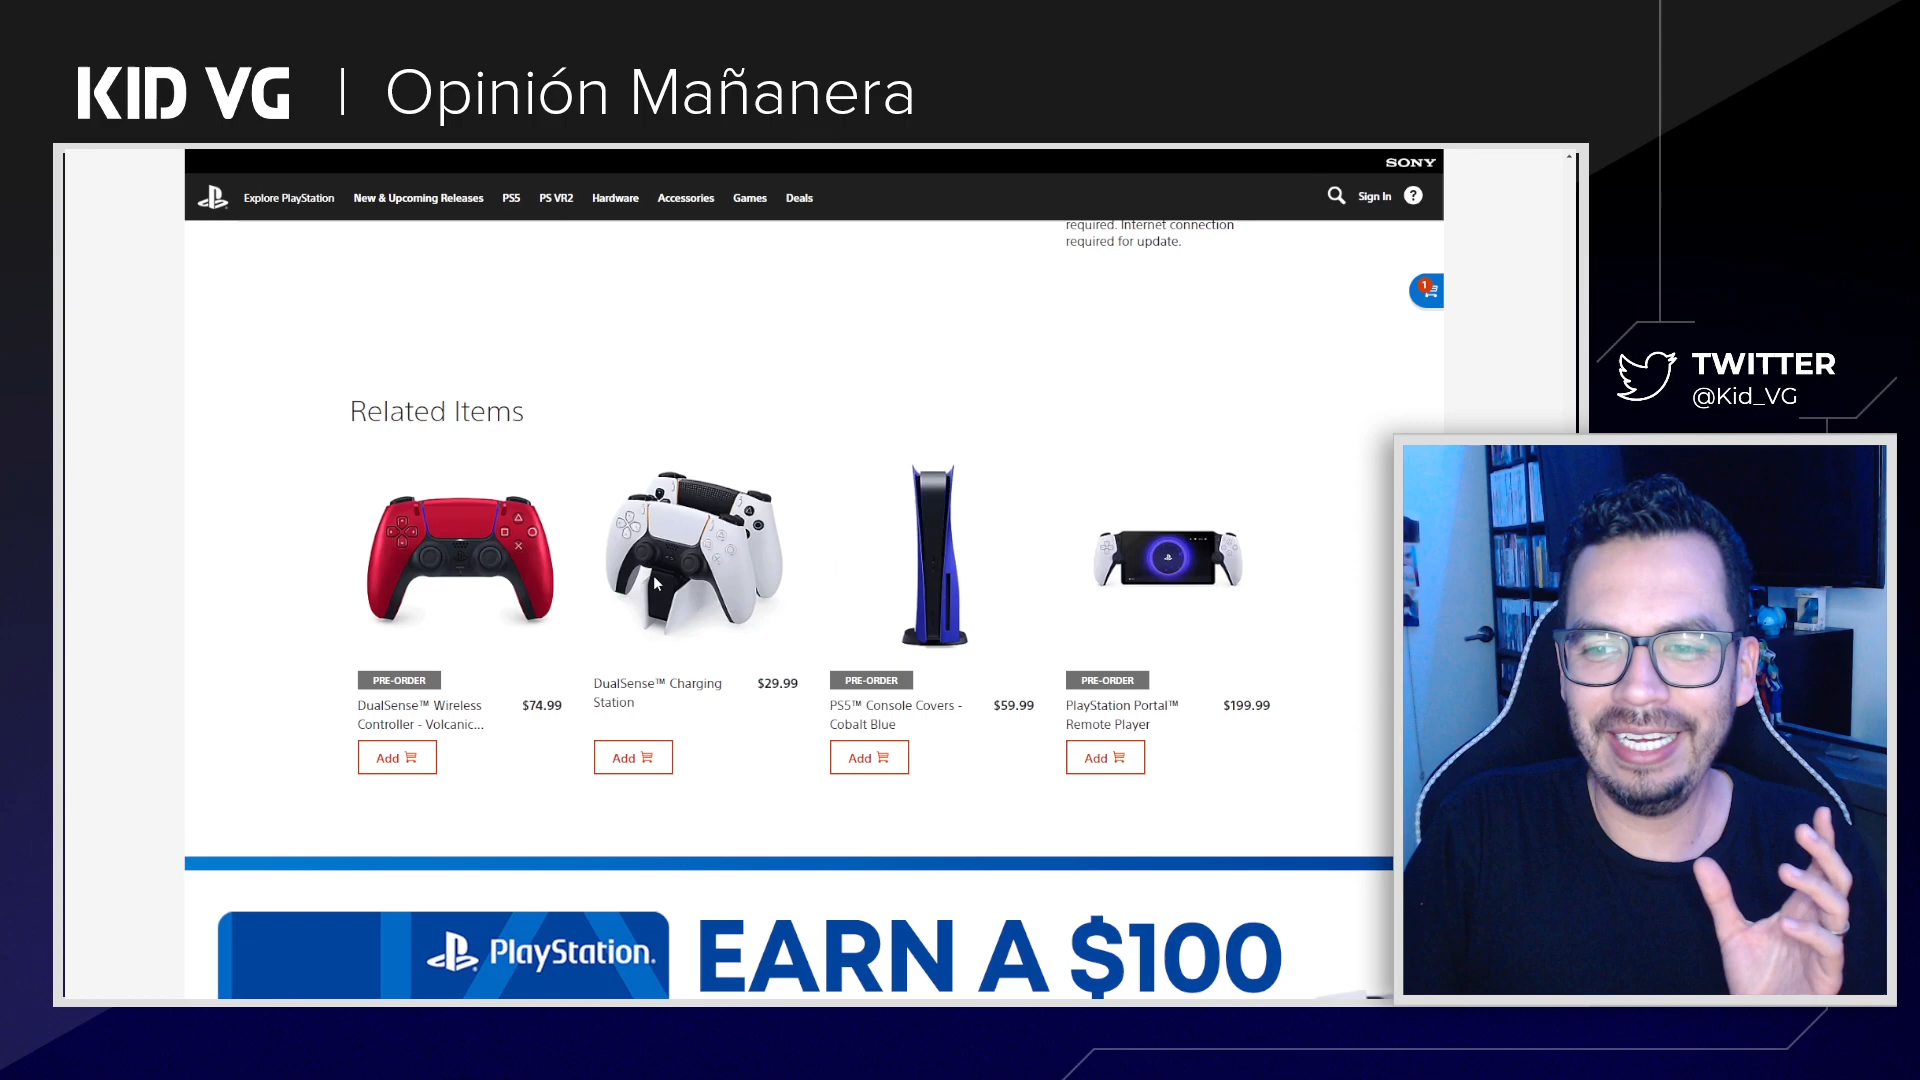 KID VG | Opinión Mañanera
SONY
Explore PlayStation New & Upcoming Releases PS5 PS VR2 Hardware Accessories Games Deals Sign In ?
required. Internet connection
required for update.
1
TWITTER
@Kid_VG
Related Items
PRE-ORDER
DualSense™ Wireless
Controller - Volcanic...
$74.99
Add
DualSense™ Charging
Station
$29.99
Add
PRE-ORDER
PS5™ Console Covers -
Cobalt Blue
$59.99
Add
PRE-ORDER
PlayStation Portal™
Remote Player
$199.99
Add
PlayStation.
EARN A $100